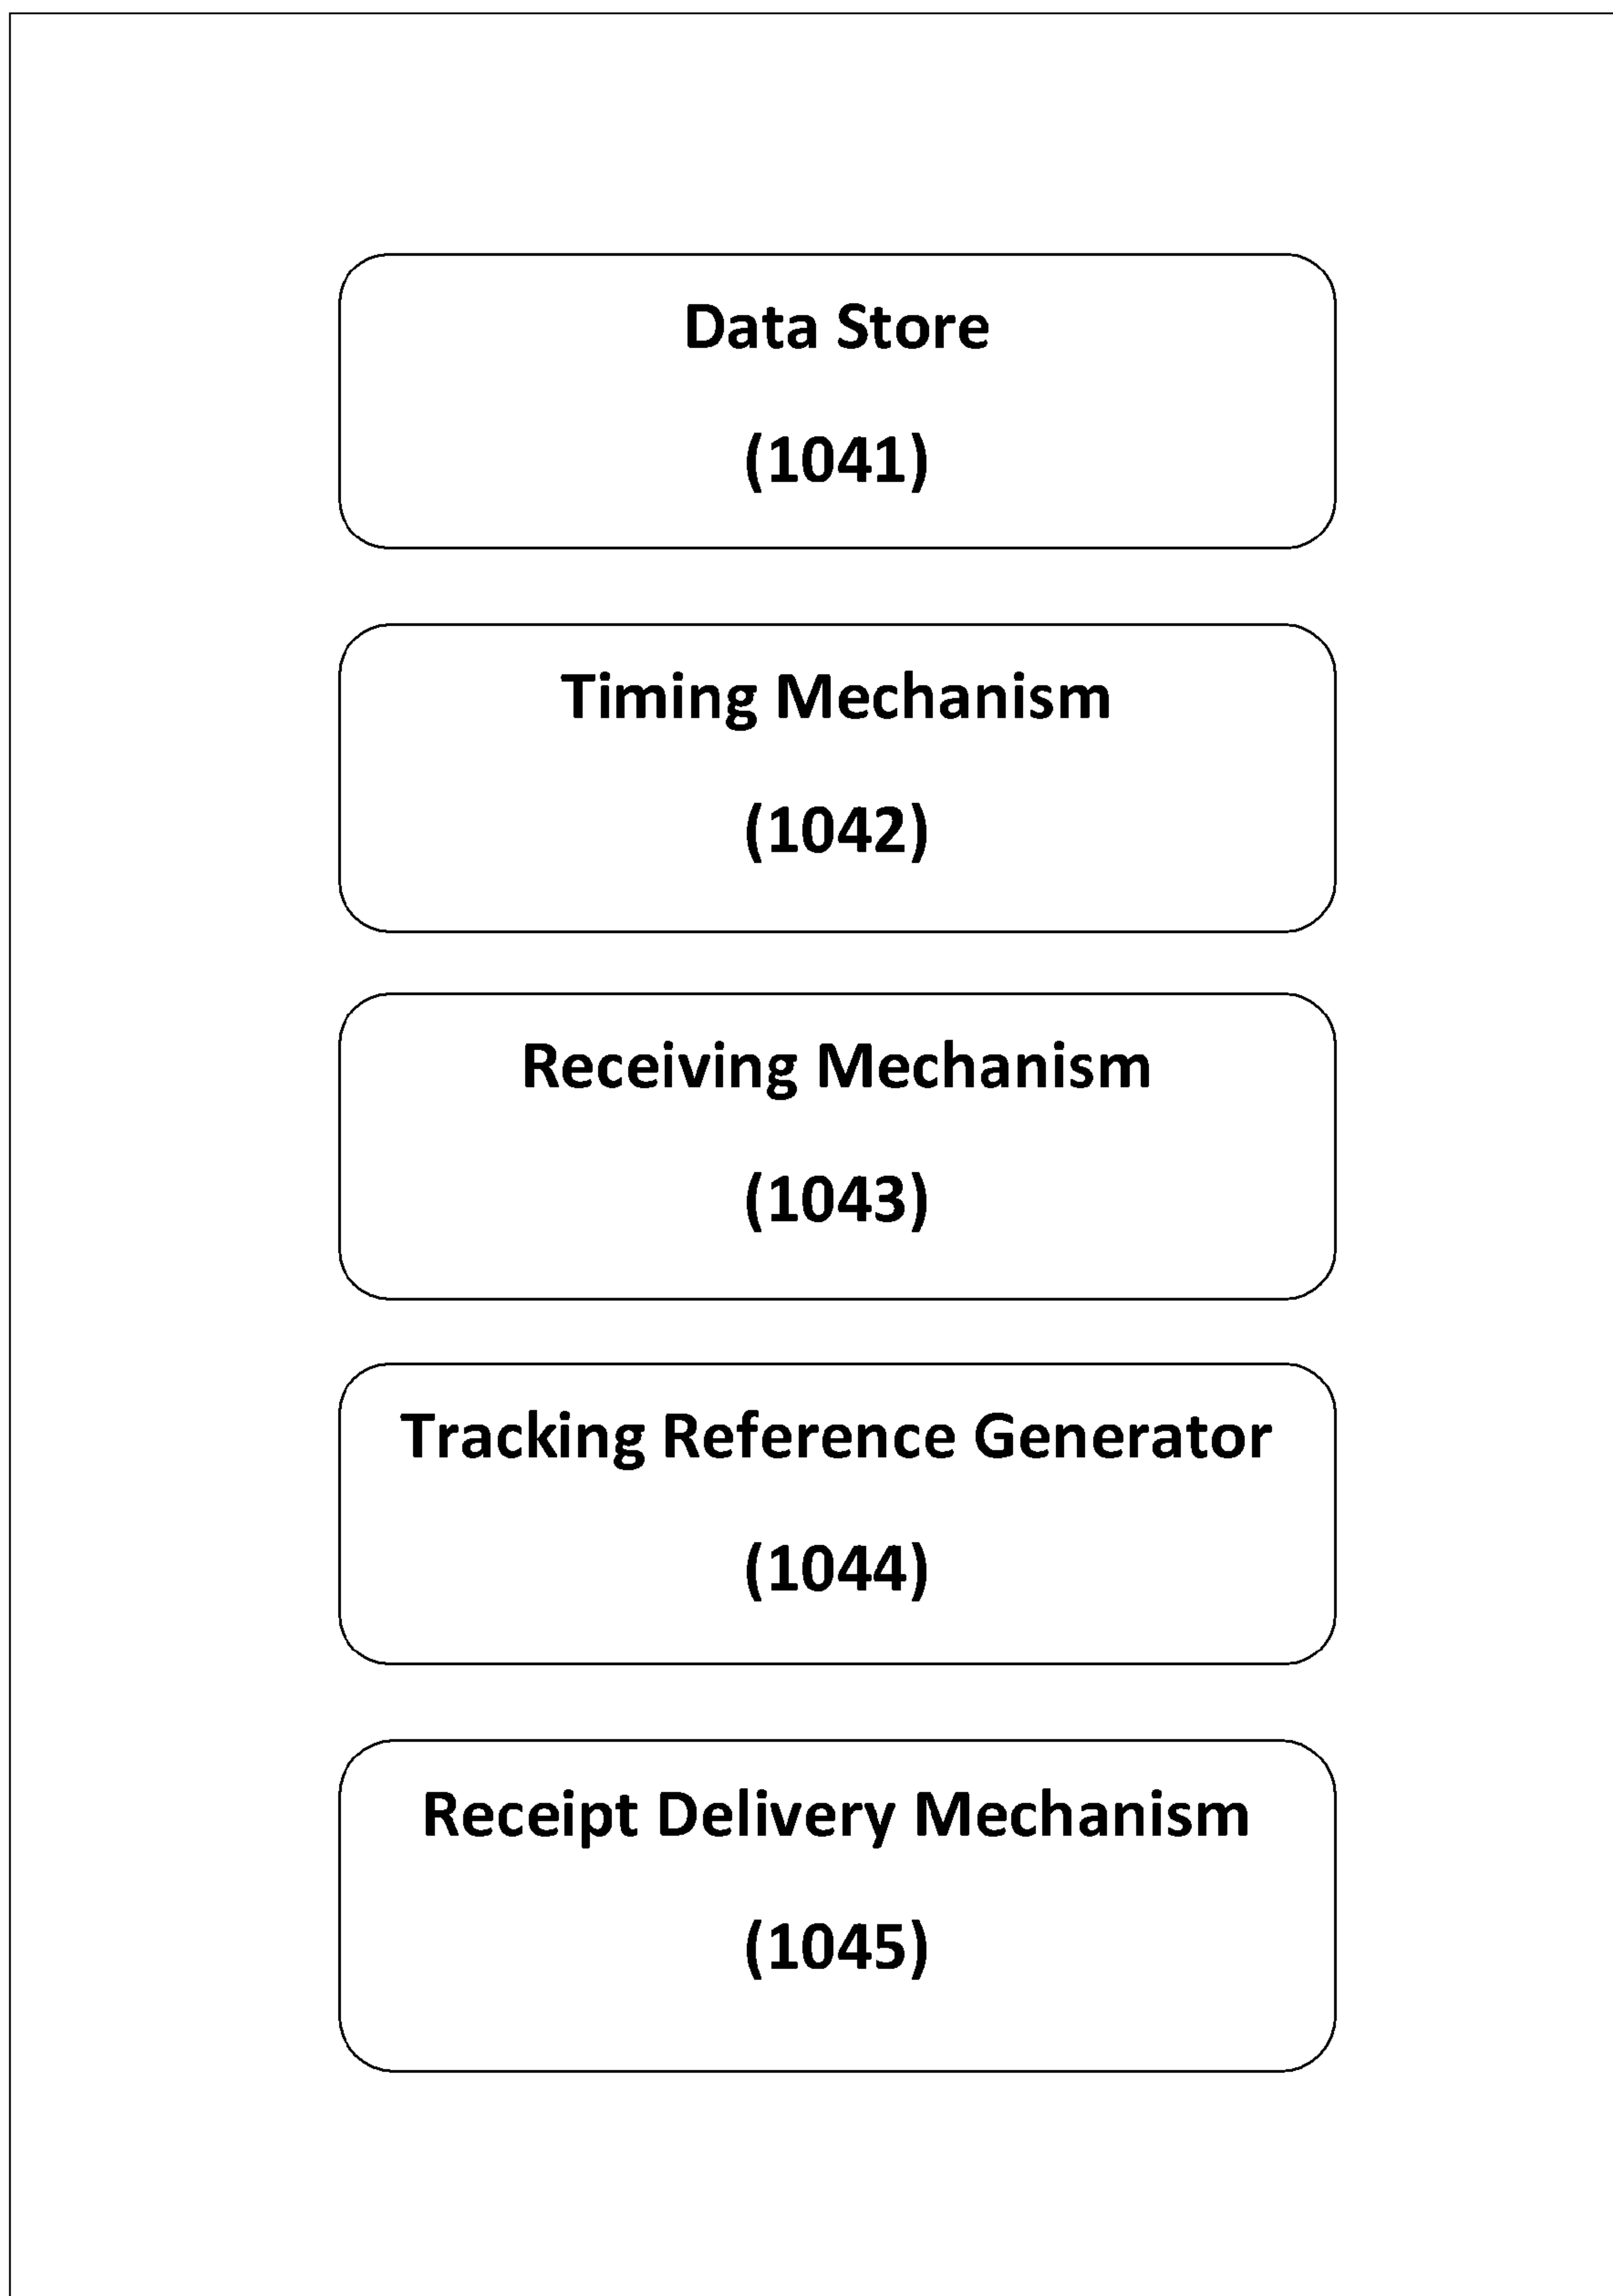 Data Store
(1041)
Timing Mechanism
(1042)
Receiving Mechanism
(1043)
Tracking Reference Generator
(1044)
Receipt Delivery Mechanism
(1045)